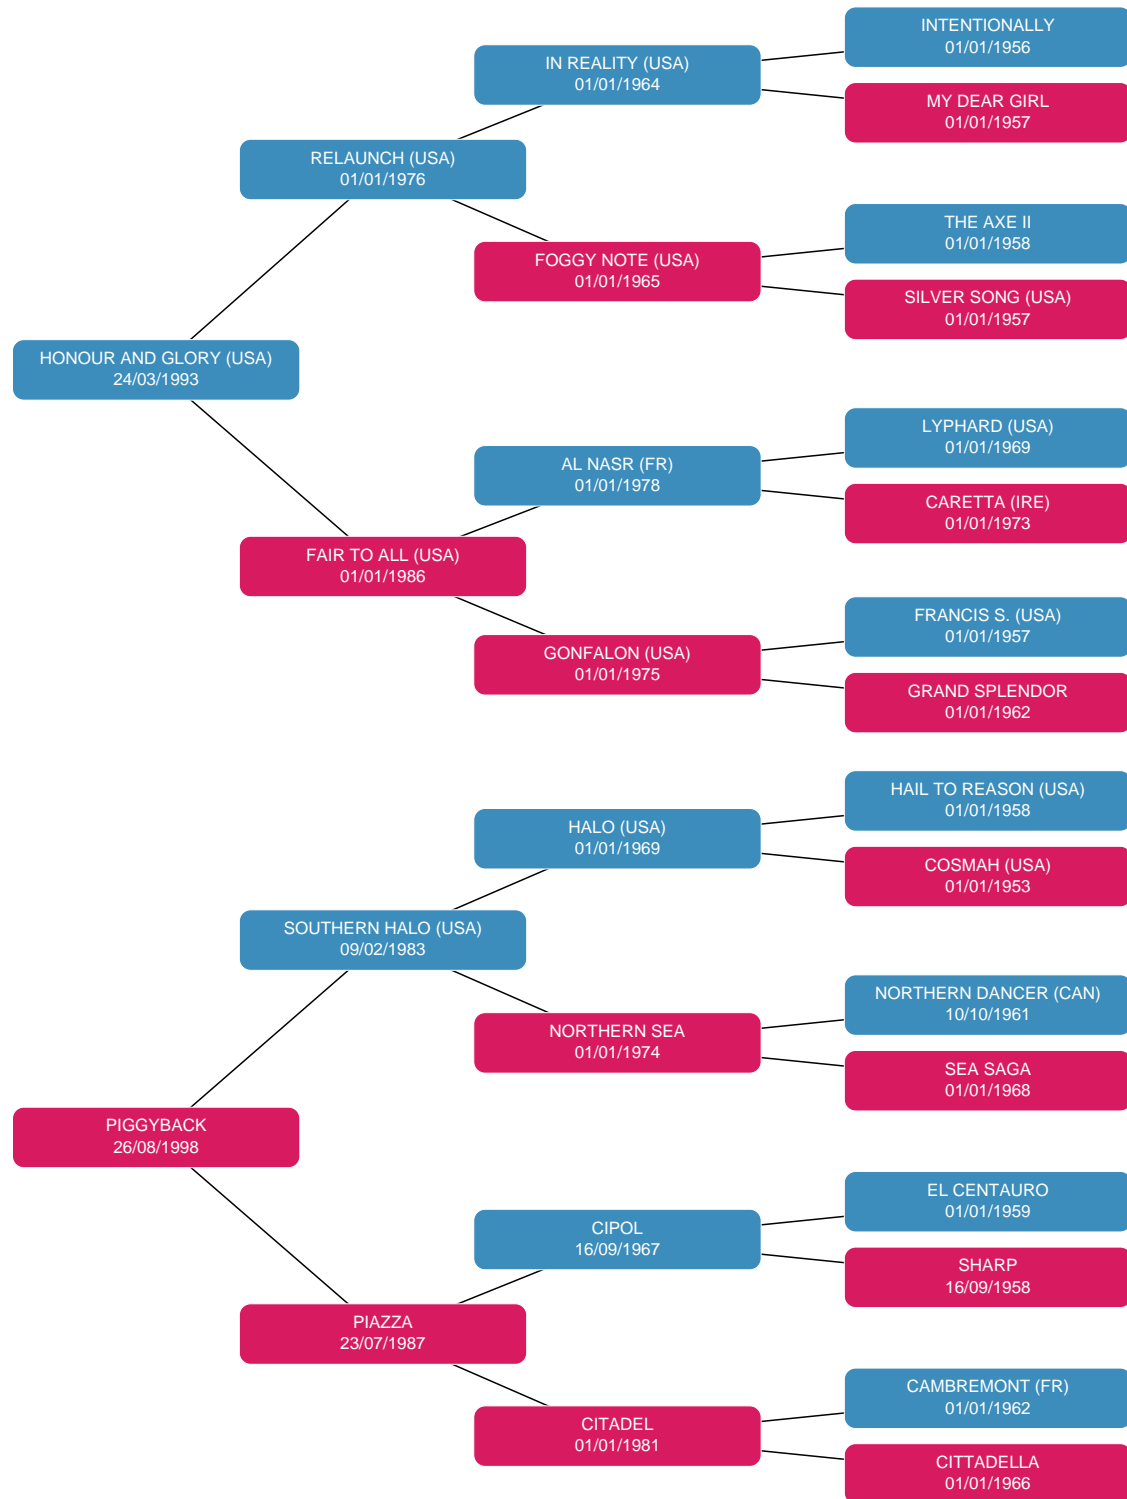 INTENTIONALLY
01/01/1956
IN REALITY (USA)
01/01/1964
MY DEAR GIRL
01/01/1957
RELAUNCH (USA)
01/01/1976
THE AXE II
01/01/1958
FOGGY NOTE (USA)
01/01/1965
SILVER SONG (USA)
01/01/1957
HONOUR AND GLORY (USA)
24/03/1993
LYPHARD (USA)
01/01/1969
AL NASR (FR)
01/01/1978
CARETTA (IRE)
01/01/1973
FAIR TO ALL (USA)
01/01/1986
FRANCIS S. (USA)
01/01/1957
GONFALON (USA)
01/01/1975
GRAND SPLENDOR
01/01/1962
HAIL TO REASON (USA)
01/01/1958
HALO (USA)
01/01/1969
COSMAH (USA)
01/01/1953
SOUTHERN HALO (USA)
09/02/1983
NORTHERN DANCER (CAN)
10/10/1961
NORTHERN SEA
01/01/1974
SEA SAGA
01/01/1968
PIGGYBACK
26/08/1998
EL CENTAURO
01/01/1959
CIPOL
16/09/1967
SHARP
16/09/1958
PIAZZA
23/07/1987
CAMBREMONT (FR)
01/01/1962
CITADEL
01/01/1981
CITTADELLA
01/01/1966